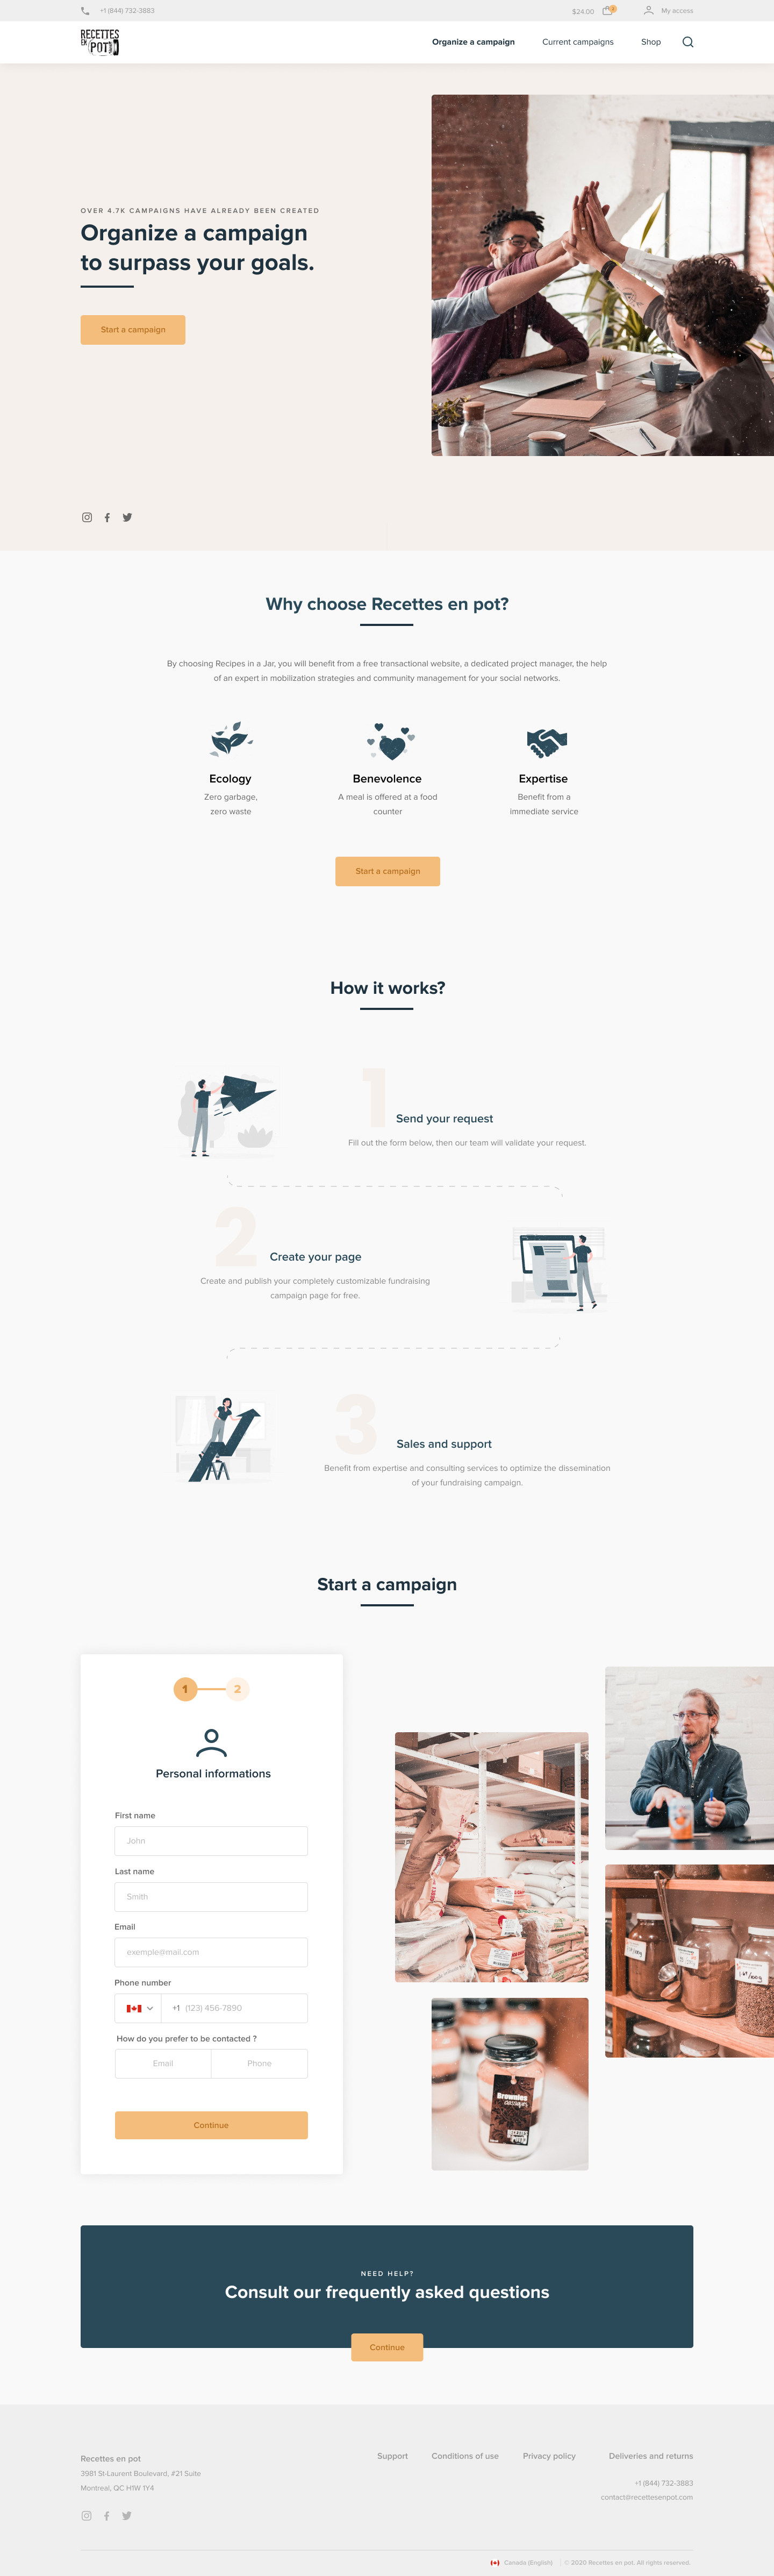 +1 (844) 732-3883
$24.00
My access
RECETTES
EN POT
Organize a campaign
Current campaigns
Shop
OVER 4.7K CAMPAIGNS HAVE ALREADY BEEN CREATED
Organize a campaign
to surpass your goals.
Start a campaign
Why choose Recettes en pot?
By choosing Recipes in a Jar, you will benefit from a free transactional website, a dedicated project manager, the help
of an expert in mobilization strategies and community management for your social networks.
Ecology
Zero garbage,
zero waste
Benevolence
A meal is offered at a food
counter
Expertise
Benefit from a
immediate service
Start a campaign
How it works?
1
Send your request
Fill out the form below, then our team will validate your request.
2
Create your page
Create and publish your completely customizable fundraising
campaign page for free.
3
Sales and support
Benefit from expertise and consulting services to optimize the dissemination
of your fundraising campaign.
Start a campaign
1
2
Personal informations
First name
John
Last name
Smith
Email
exemple@mail.com
Phone number
+1 (123) 456-7890
How do you prefer to be contacted ?
Email
Phone
Continue
Brownies
classiques
RECETTES
EN POT
NEED HELP?
Consult our frequently asked questions
Continue
Recettes en pot
3981 St-Laurent Boulevard, #21 Suite
Montreal, QC H1W 1Y4
Support
Conditions of use
Privacy policy
Deliveries and returns
+1 (844) 732-3883
contact@recettesenpot.com
Canada (English)
© 2020 Recettes en pot. All rights reserved.